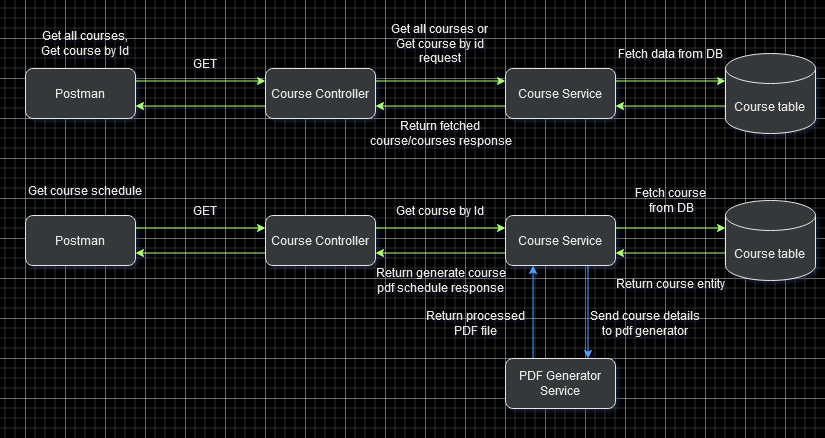 Get all courses,
Get course by Id
GET
Get all courses or
Get course by id
request
Fetch data from DB
Postman
Course Controller
Course Service
Course table
Return fetched
course/courses response
Get course schedule
GET
Get course by Id
Fetch course
from DB
Postman
Course Controller
Course Service
Course table
Return generate course
pdf schedule response
Return course entity
Return processed
PDF file
Send course details
to pdf generator
PDF Generator
Service